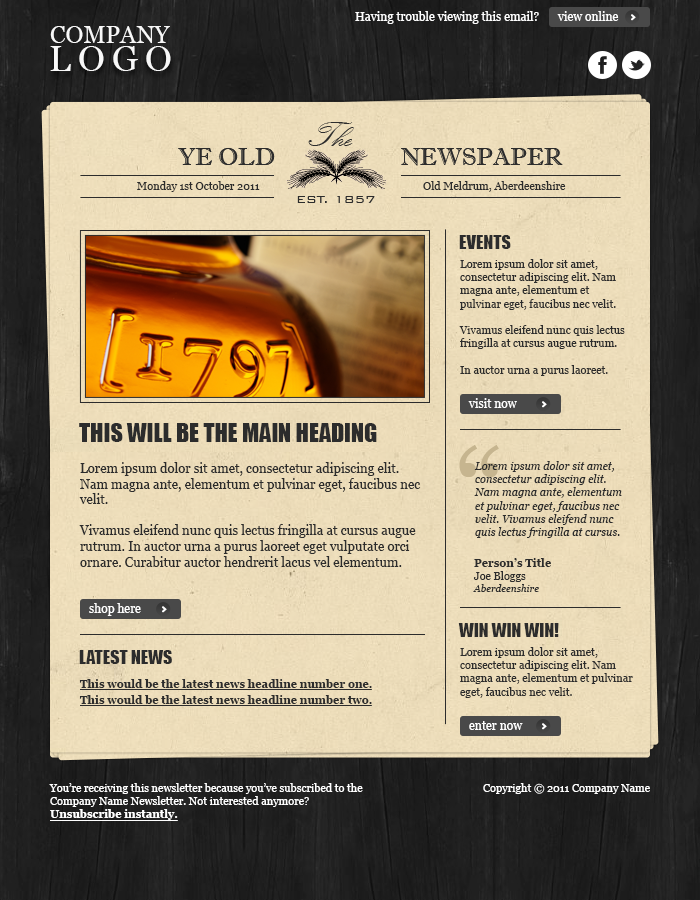 Having trouble viewing this email?
view online
COMPANY
LOGO
The
YE OLD
NEWSPAPER
Monday 1st October 2011
Old Meldrum, Aberdeenshire
EST. 1857
[1797]
THIS WILL BE THE MAIN HEADING
Lorem ipsum dolor sit amet, consectetur adipiscing elit.
Nam magna ante, elementum et pulvinar eget, faucibus nec
velit.
Vivamus eleifend nunc quis lectus fringilla at cursus augue
rutrum. In auctor urna a purus laoreet eget vulputate orci
ornare. Curabitur auctor hendrerit lacus vel elementum.
shop here
LATEST NEWS
This would be the latest news headline number one.
This would be the latest news headline number two.
EVENTS
Lorem ipsum dolor sit amet,
consectetur adipiscing elit. Nam
magna ante, elementum et
pulvinar eget, faucibus nec velit.
Vivamus eleifend nunc quis lectus
fringilla at cursus augue rutrum.
In auctor urna a purus laoreet.
visit now
“
Lorem ipsum dolor sit amet,
consectetur adipiscing elit.
Nam magna ante, elementum
et pulvinar eget, faucibus nec
velit. Vivamus eleifend nunc
quis lectus fringilla at cursus.
Person's Title
Joe Bloggs
Aberdeenshire
WIN WIN WIN!
Lorem ipsum dolor sit amet,
consectetur adipiscing elit. Nam
magna ante, elementum et pulvinar
eget, faucibus nec velit.
enter now
You're receiving this newsletter because you've subscribed to the
Company Name Newsletter. Not interested anymore?
Unsubscribe instantly.
Copyright © 2011 Company Name